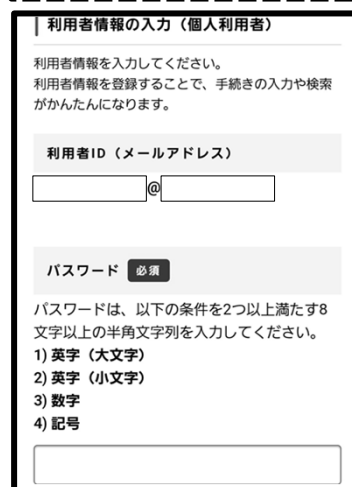 利用者情報の入力（個人利用者）
利用者情報を入力してください。
利用者情報を登録することで、手続きの入力や検索
がかんたんになります。
利用者ID（メールアドレス）
@
パスワード 必須
パスワードは、以下の条件を2つ以上満たす8
文字以上の半角文字列を入力してください。
1) 英字（大文字）
2) 英字（小文字）
3) 数字
4) 記号